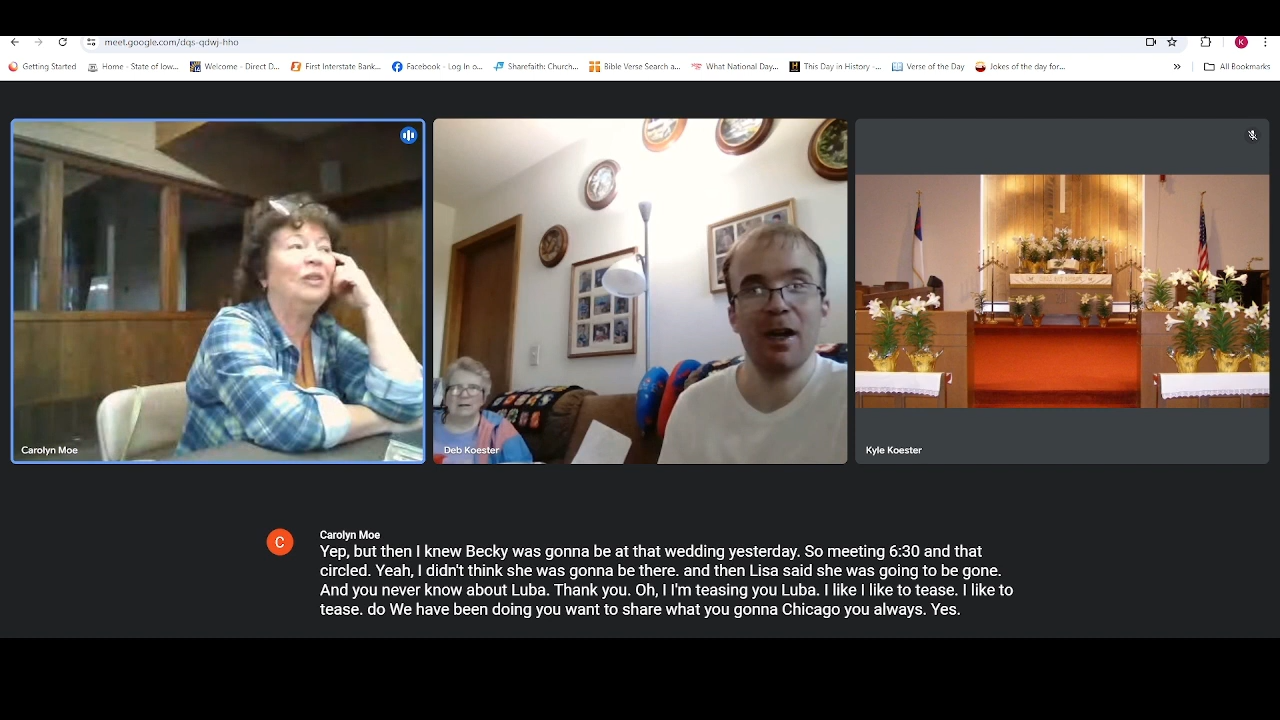 meet.google.com/dqs-qdwj-hho
Getting Started
Home - State of Iow...
Welcome - Direct D...
First Interstate Bank...
Facebook - Log In o...
Sharefaith: Church...
Bible Verse Search a...
What National Day...
This Day in History -...
Verse of the Day
Jokes of the day for...
»
All Bookmarks
K
Carolyn Moe
Deb Koester
Kyle Koester
C
Carolyn Moe
Yep, but then I knew Becky was gonna be at that wedding yesterday. So meeting 6:30 and that
circled. Yeah, I didn't think she was gonna be there. and then Lisa said she was going to be gone.
And you never know about Luba. Thank you. Oh, I I'm teasing you Luba. I like I like to tease. I like to
tease. do We have been doing you want to share what you gonna Chicago you always. Yes.